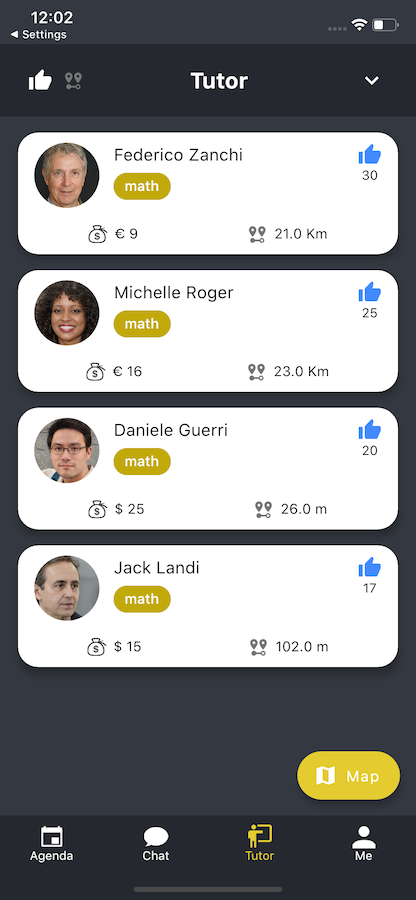 12:02
◀ Settings
Tutor
Federico Zanchi
math
30
€ 9
21.0 Km
Michelle Roger
math
25
€ 16
23.0 Km
Daniele Guerri
math
20
$ 25
26.0 m
Jack Landi
math
17
$ 15
102.0 m
Map
Agenda
Chat
Tutor
Me